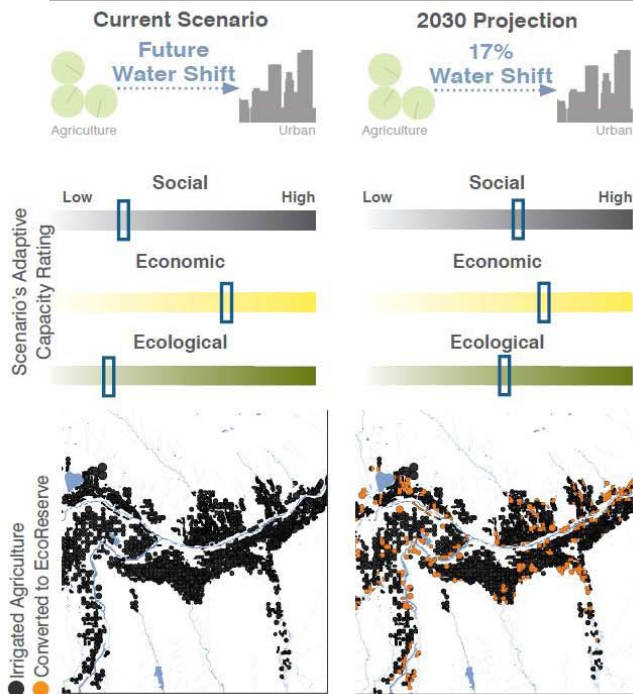 Current Scenario
Future
Water Shift
Agriculture
Urban
2030 Projection
17%
Water Shift
Agriculture
Urban
Scenario's Adaptive
Capacity Rating
Social
Low
High
Economic
Ecological
Social
Low
High
Economic
Ecological
Irrigated Agriculture
Converted to EcoReserve